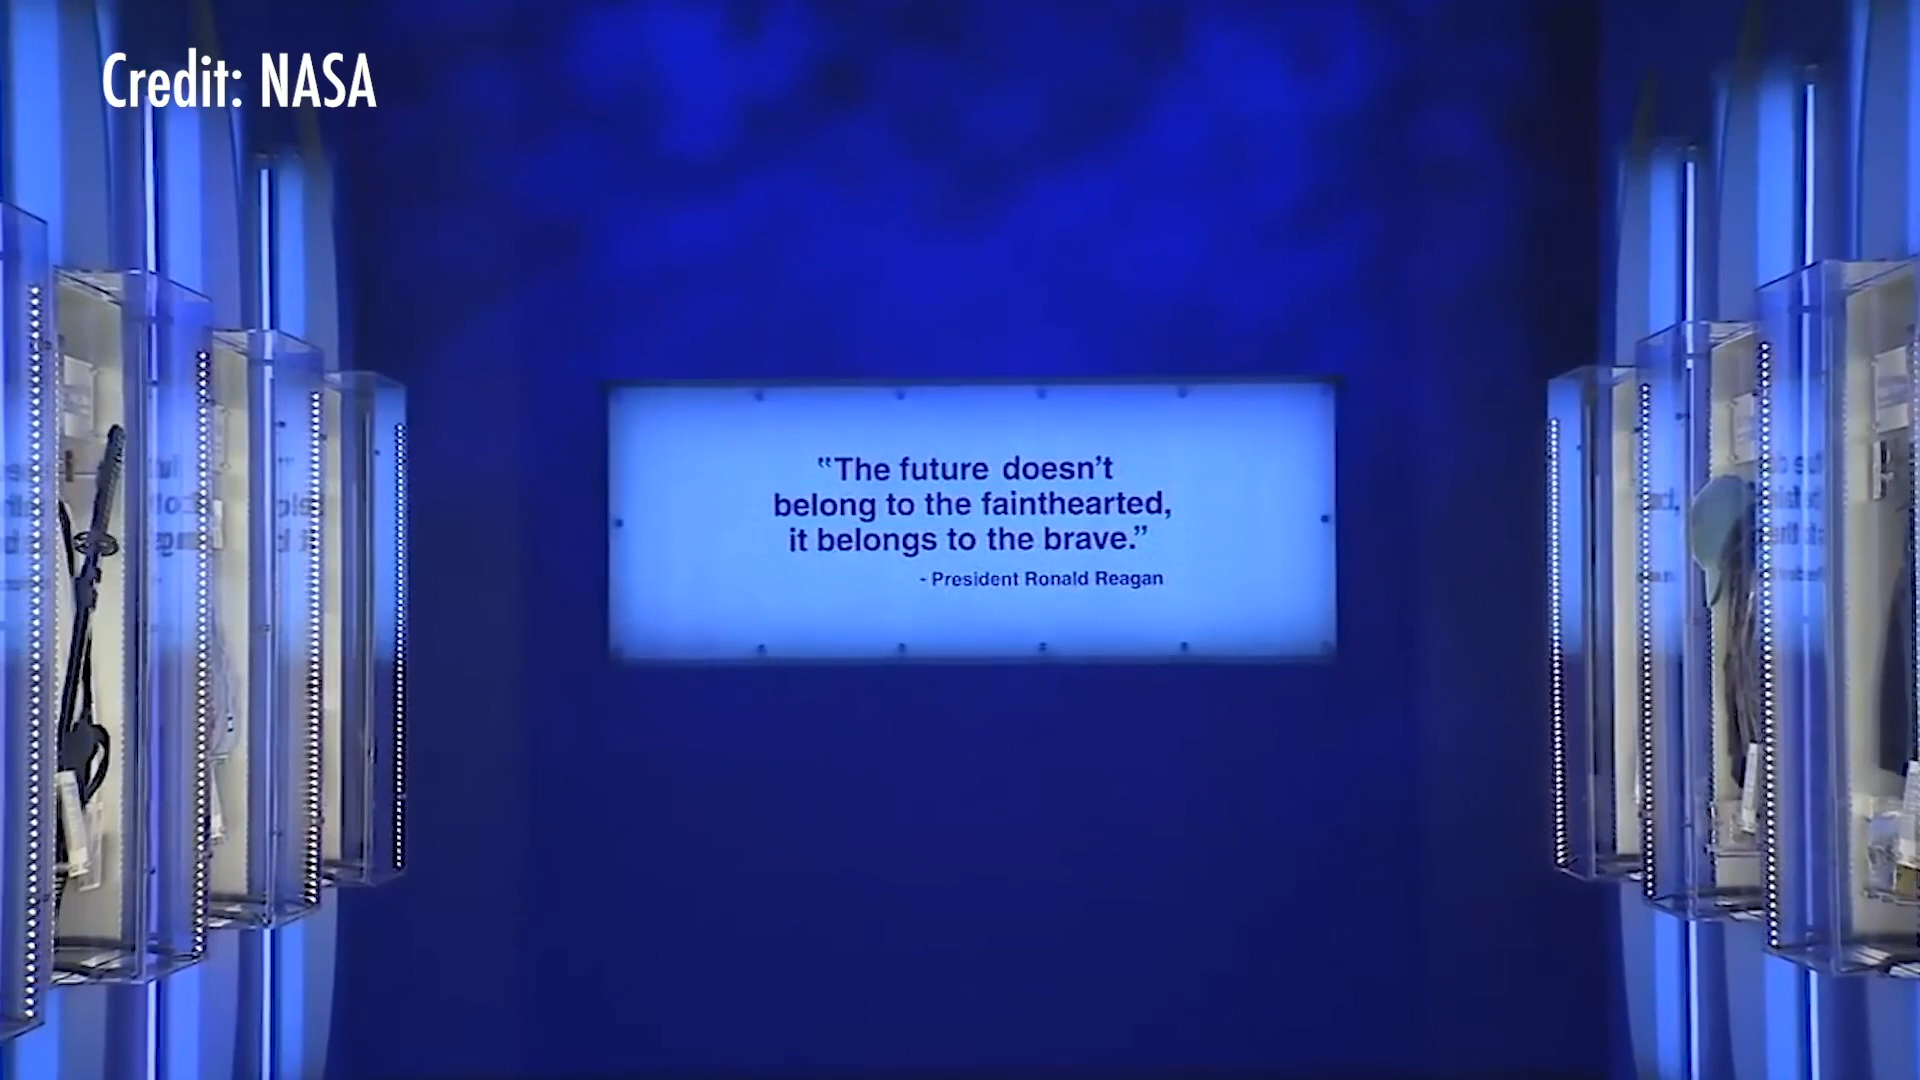 Credit: NASA
“The future doesn’t
belong to the fainthearted,
it belongs to the brave.”
- President Ronald Reagan